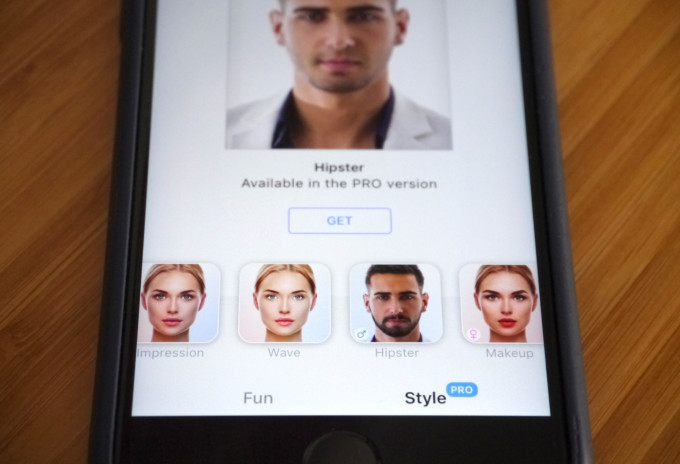 Hipster
Available in the PRO version
GET
Impression
Wave
Hipster
Makeup
Fun
Style
PRO